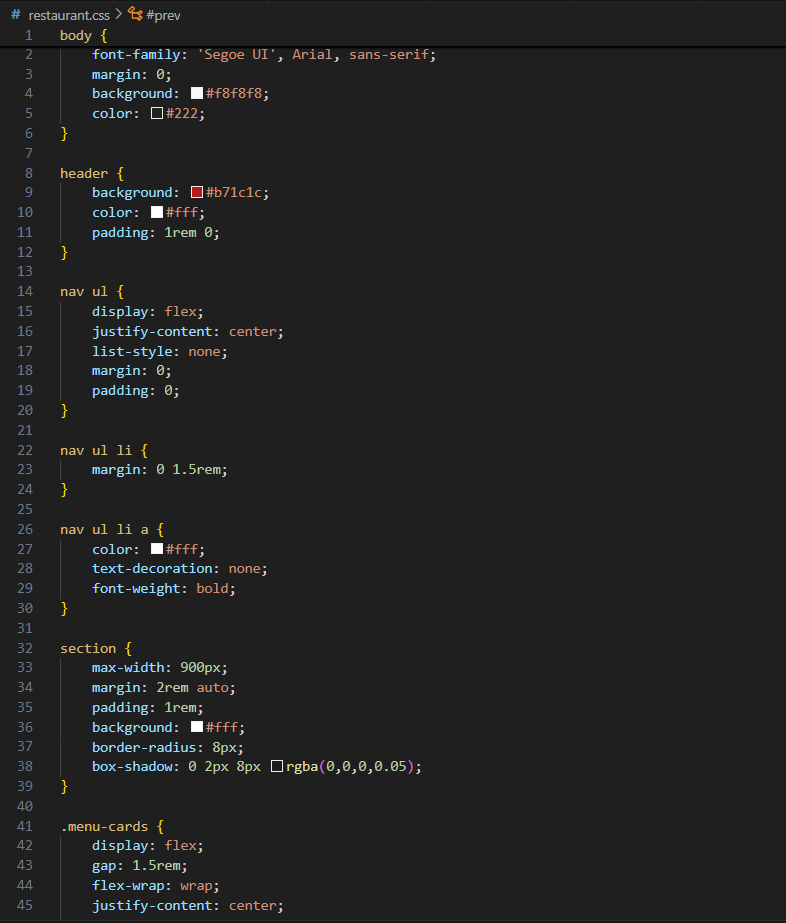 # restaurant.css > #prev
1 body {
2     font-family: 'Segoe UI', Arial, sans-serif;
3     margin: 0;
4     background: #f8f8f8;
5     color: #222;
6 }
7
8 header {
9     background: #b71c1c;
10     color: #fff;
11     padding: 1rem 0;
12 }
13
14 nav ul {
15     display: flex;
16     justify-content: center;
17     list-style: none;
18     margin: 0;
19     padding: 0;
20 }
21
22 nav ul li {
23     margin: 0 1.5rem;
24 }
25
26 nav ul li a {
27     color: #fff;
28     text-decoration: none;
29     font-weight: bold;
30 }
31
32 section {
33     max-width: 900px;
34     margin: 2rem auto;
35     padding: 1rem;
36     background: #fff;
37     border-radius: 8px;
38     box-shadow: 0 2px 8px rgba(0,0,0,0.05);
39 }
40
41 .menu-cards {
42     display: flex;
43     gap: 1.5rem;
44     flex-wrap: wrap;
45     justify-content: center;